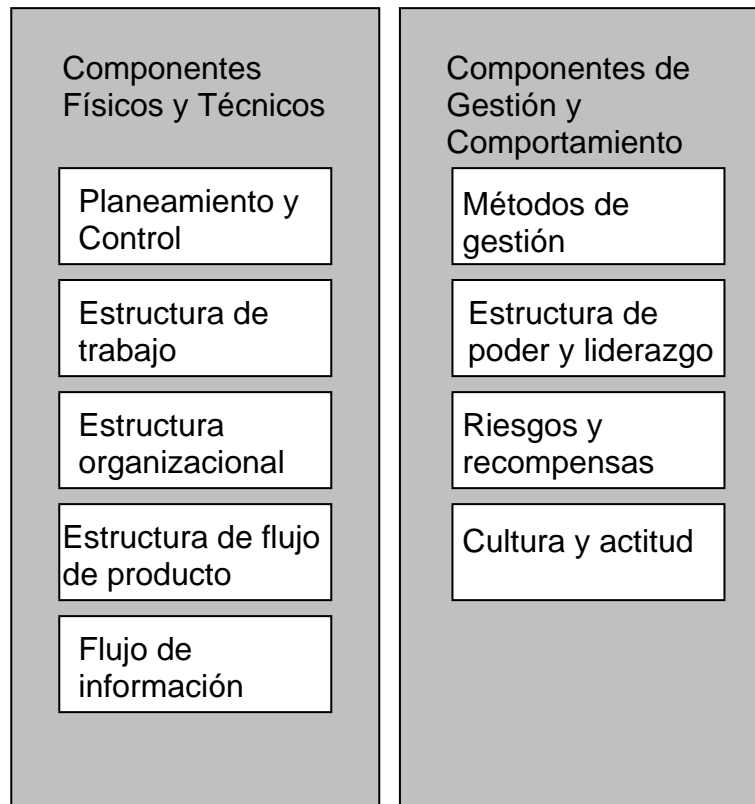 Componentes
Físicos y Técnicos
Planeamiento y
Control
Estructura de
trabajo
Estructura
organizacional
Estructura de flujo
de producto
Flujo de
información
Componentes de
Gestión y
Comportamiento
Métodos de
gestión
Estructura de
poder y liderazgo
Riesgos y
recompensas
Cultura y actitud